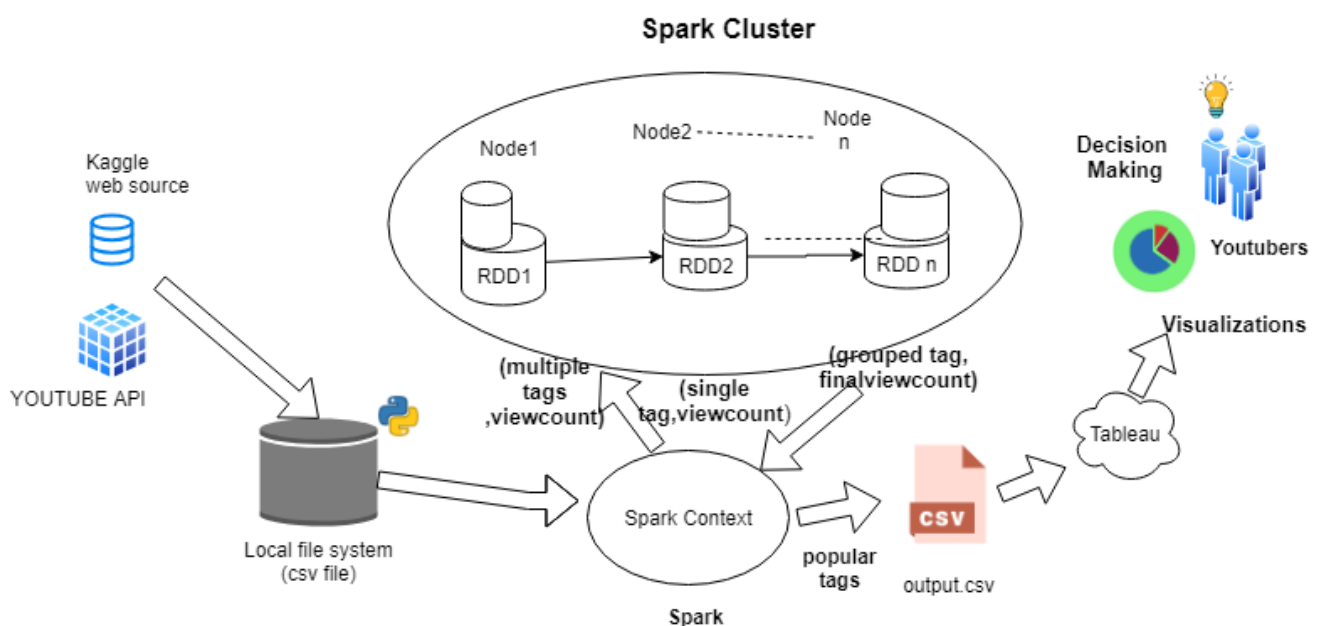 Spark Cluster
Node1
Node2
Node
n
RDD1
RDD2
RDD n
Kaggle
web source
YOUTUBE API
Local file system
(csv file)
(multiple
tags
,viewcount)
(single
tag,viewcount)
(grouped tag,
finalviewcount)
Spark Context
Spark
popular
tags
CSV
output.csv
Tableau
Visualizations
Decision
Making
Youtubers